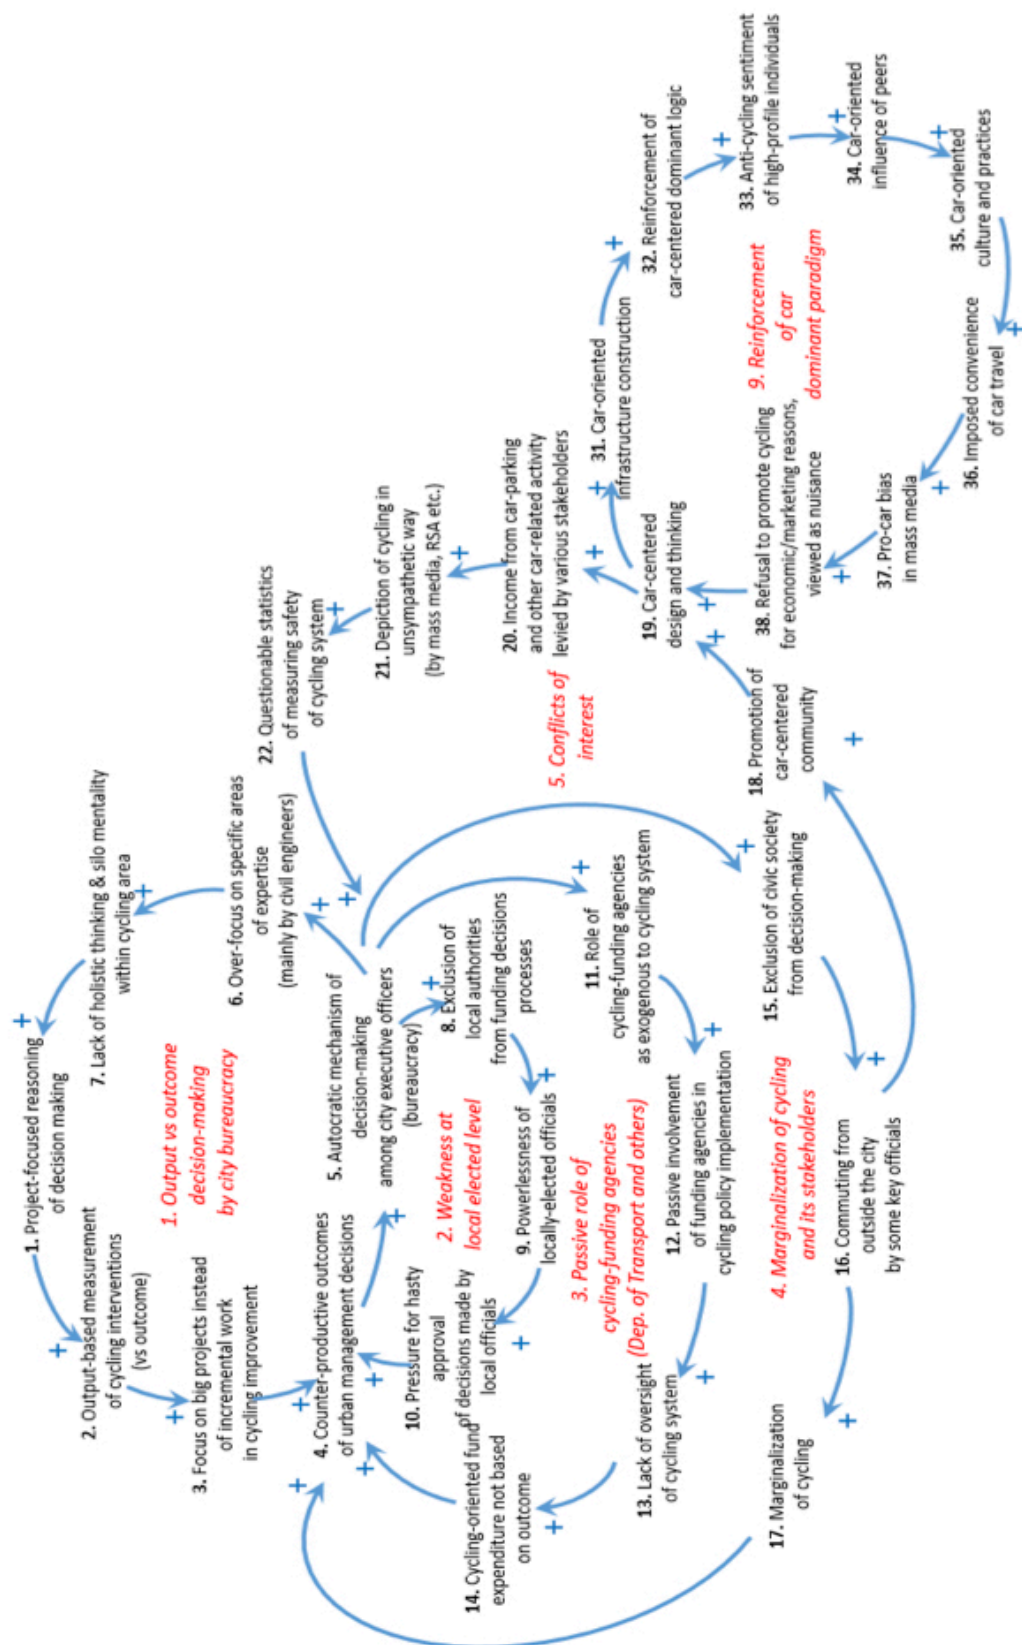 1. Project-focused reasoning
of decision making
2. Output-based measurement
of cycling interventions
(vs outcome)
3. Focus on big projects instead
of incremental work
in cycling improvement
4. Counter-productive outcomes
of urban management decisions
5. Autocratic mechanism of
decision-making
among city executive officers
(bureaucracy)
6. Over-focus on specific areas
of expertise
(mainly by civil engineers)
7. Lack of holistic thinking & silo mentality
within cycling area
1. Output vs outcome
decision-making
by city bureaucracy
8. Exclusion of
local authorities
from funding decisions
processes
9. Powerlessness of
locally-elected officials
10. Pressure for hasty
approval
of decisions made by
local officials
2. Weakness at
local elected level
11. Role of
cycling-funding agencies
as exogenous to cycling system
12. Passive involvement
of funding agencies in
cycling policy implementation
13. Lack of oversight
of cycling system
14. Cycling-oriented fund
expenditure not based
on outcome
3. Passive role of
cycling-funding agencies
(Dep. of Transport and others)
15. Exclusion of civic society
from decision-making
16. Commuting from
outside the city
by some key officials
17. Marginalization
of cycling
4. Marginalization of cycling
and its stakeholders
18. Promotion of
car-centered
community
19. Car-centered
design and thinking
20. Income from car-parking
and other car-related activity
levied by various stakeholders
21. Depiction of cycling in
unsympathetic way
(by mass media, RSA etc.)
22. Questionable statistics
of measuring safety
of cycling system
5. Conflicts of
interest
31. Car-oriented
infrastructure construction
32. Reinforcement of
car-centered dominant logic
33. Anti-cycling sentiment
of high-profile individuals
34. Car-oriented
influence of peers
35. Car-oriented
culture and practices
36. Imposed convenience
of car travel
37. Pro-car bias
in mass media
38. Refusal to promote cycling
for economic/marketing reasons,
viewed as nuisance
9. Reinforcement
of car
dominant paradigm